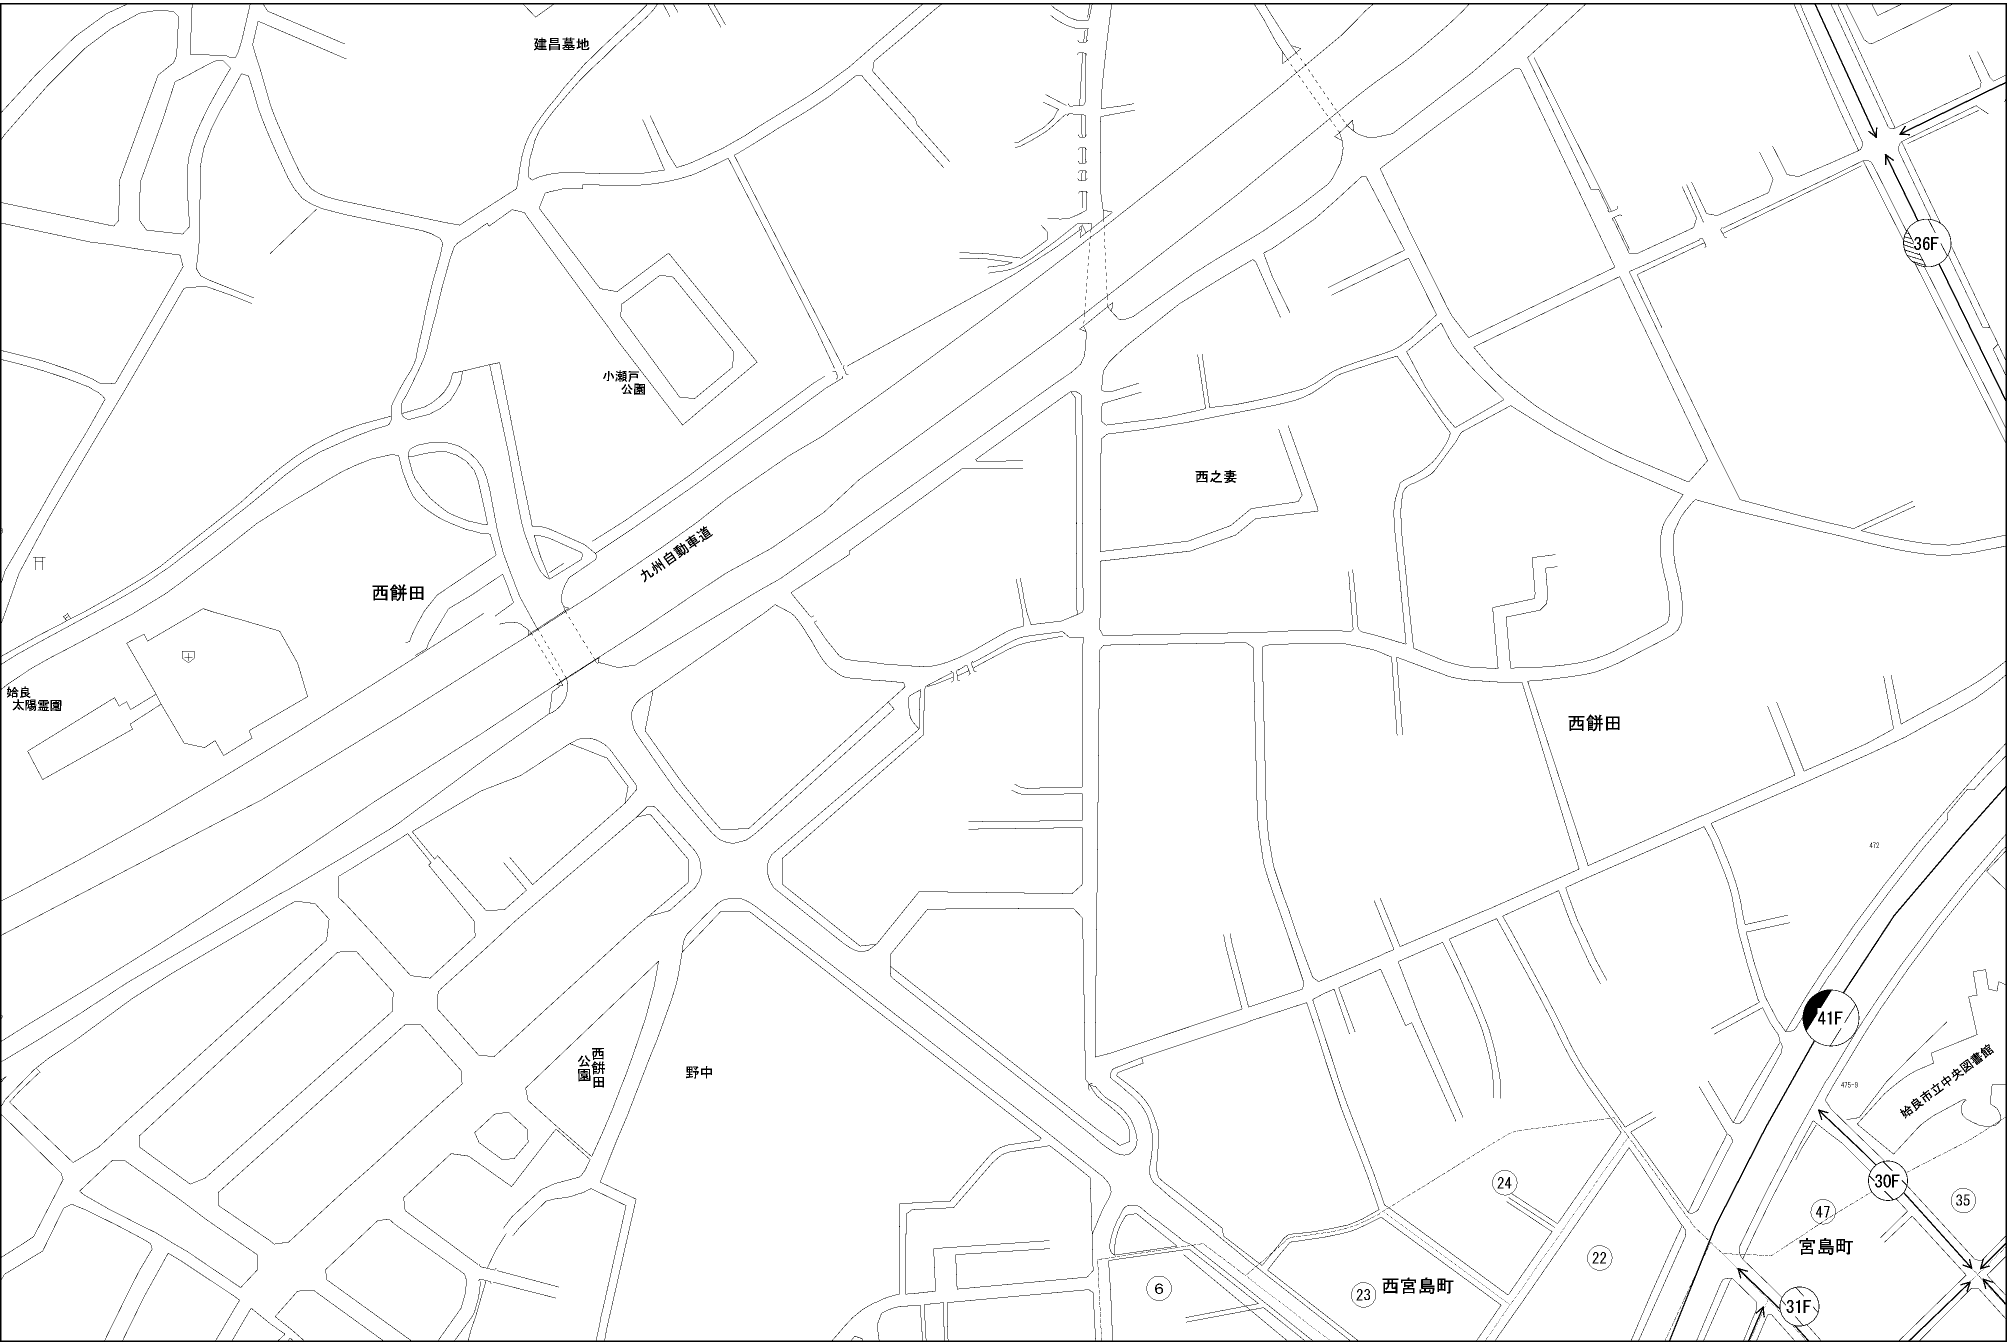 建昌墓地
36F
小瀬戸
公園
西之妻
九州自動車道
西餅田
姶良
太陽霊園
西餅田
472
41F
姶良市立中央図書館
475-9
西餅田
公園
野中
30F
24
47
35
宮島町
22
西宮島町
6
23
31F